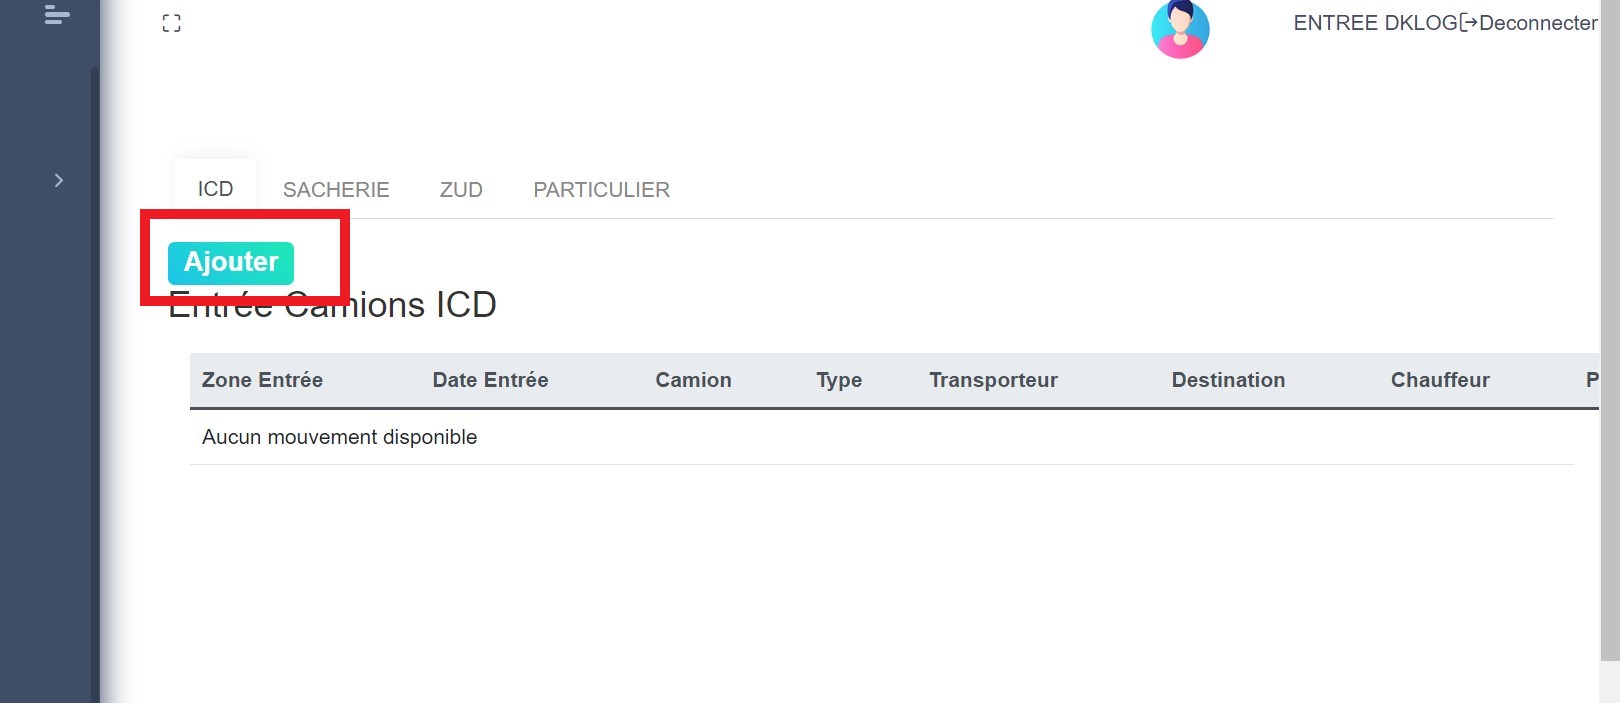 ENTREE DKLOG Deconnecter
ICD SACHERIE ZUD PARTICULIER
Ajouter
Entrée Camions ICD
Zone Entrée Date Entrée Camion Type Transporteur Destination Chauffeur P
Aucun mouvement disponible